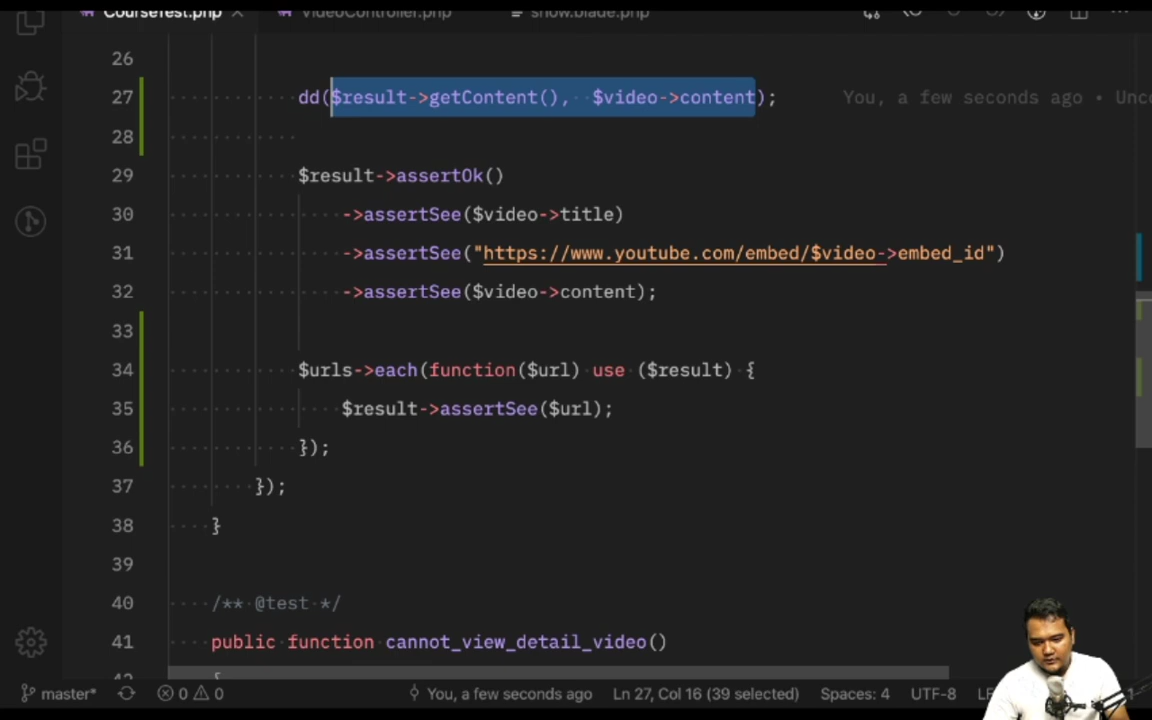 CourseTest.php
VideoController.php
show.blade.php
26
27 dd($result->getContent(), $video->content); You, a few seconds ago • Unco
28
29 $result->assertOk()
30 ->assertSee($video->title)
31 ->assertSee("https://www.youtube.com/embed/$video->embed_id")
32 ->assertSee($video->content);
33
34 $urls->each(function($url) use ($result) {
35 $result->assertSee($url);
36 });
37 });
38 }
39
40 /** @test */
41 public function cannot_view_detail_video()
42 {
master* 0 0 You, a few seconds ago Ln 27, Col 16 (39 selected) Spaces: 4 UTF-8